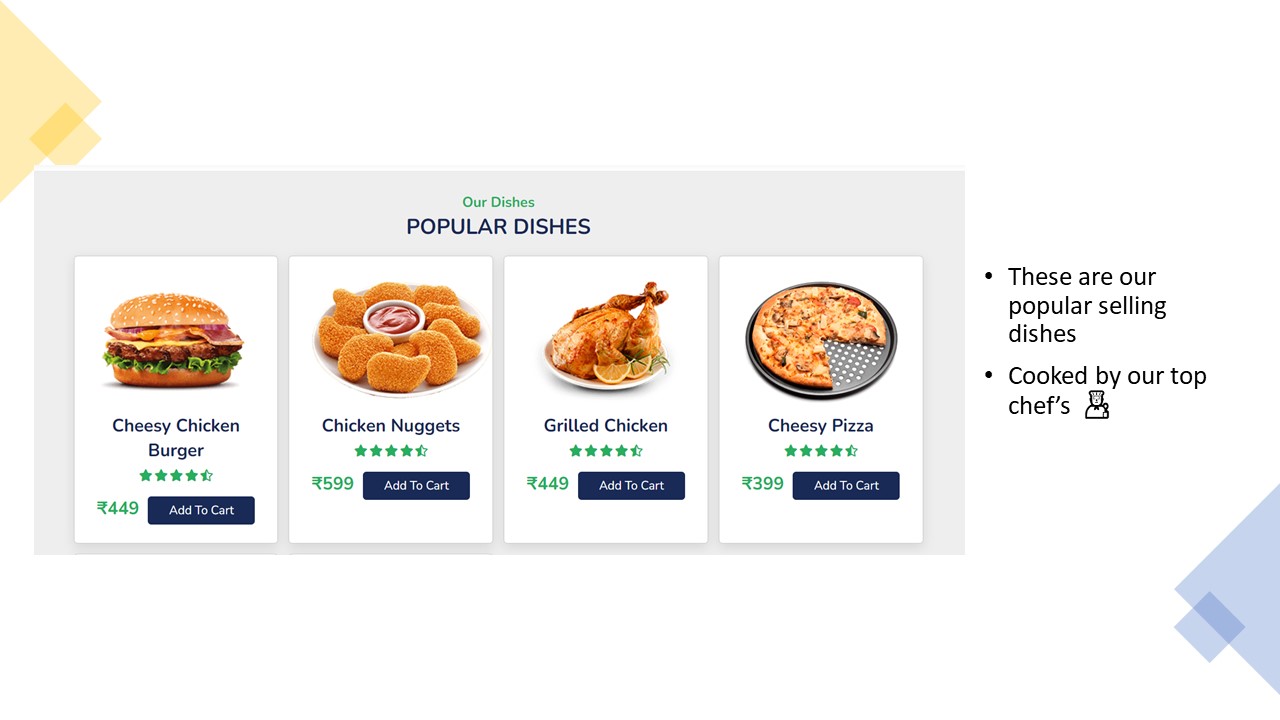 Our Dishes
POPULAR DISHES
Cheesy Chicken
Burger
₹449 Add To Cart
Chicken Nuggets
₹599 Add To Cart
Grilled Chicken
₹449 Add To Cart
Cheesy Pizza
₹399 Add To Cart
• These are our
popular selling
dishes
• Cooked by our top
chef’s